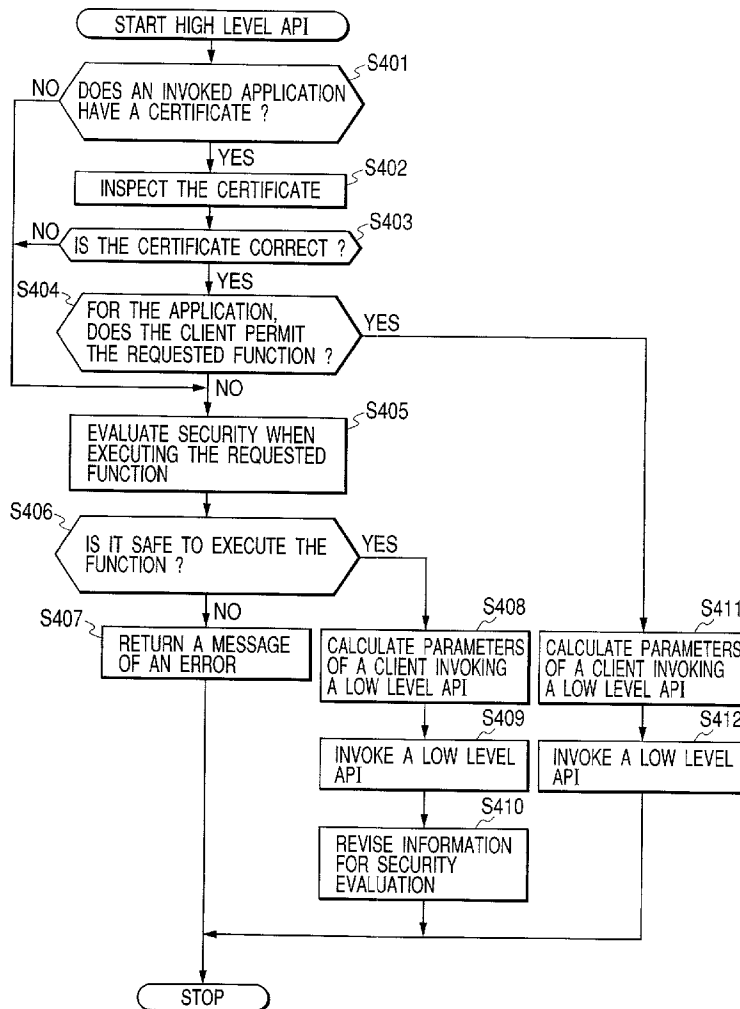 START HIGH LEVEL API
S401
NO
DOES AN INVOKED APPLICATION
HAVE A CERTIFICATE ?
YES
S402
INSPECT THE CERTIFICATE
S403
NO
IS THE CERTIFICATE CORRECT ?
YES
S404
FOR THE APPLICATION,
DOES THE CLIENT PERMIT
THE REQUESTED FUNCTION ?
YES
NO
S405
EVALUATE SECURITY WHEN
EXECUTING THE REQUESTED
FUNCTION
S406
IS IT SAFE TO EXECUTE THE
FUNCTION ?
YES
NO
S407
RETURN A MESSAGE
OF AN ERROR
S408
CALCULATE PARAMETERS
OF A CLIENT INVOKING
A LOW LEVEL API
S411
CALCULATE PARAMETERS
OF A CLIENT INVOKING
A LOW LEVEL API
S409
INVOKE A LOW LEVEL
API
S412
INVOKE A LOW LEVEL
API
S410
REVISE INFORMATION
FOR SECURITY
EVALUATION
STOP